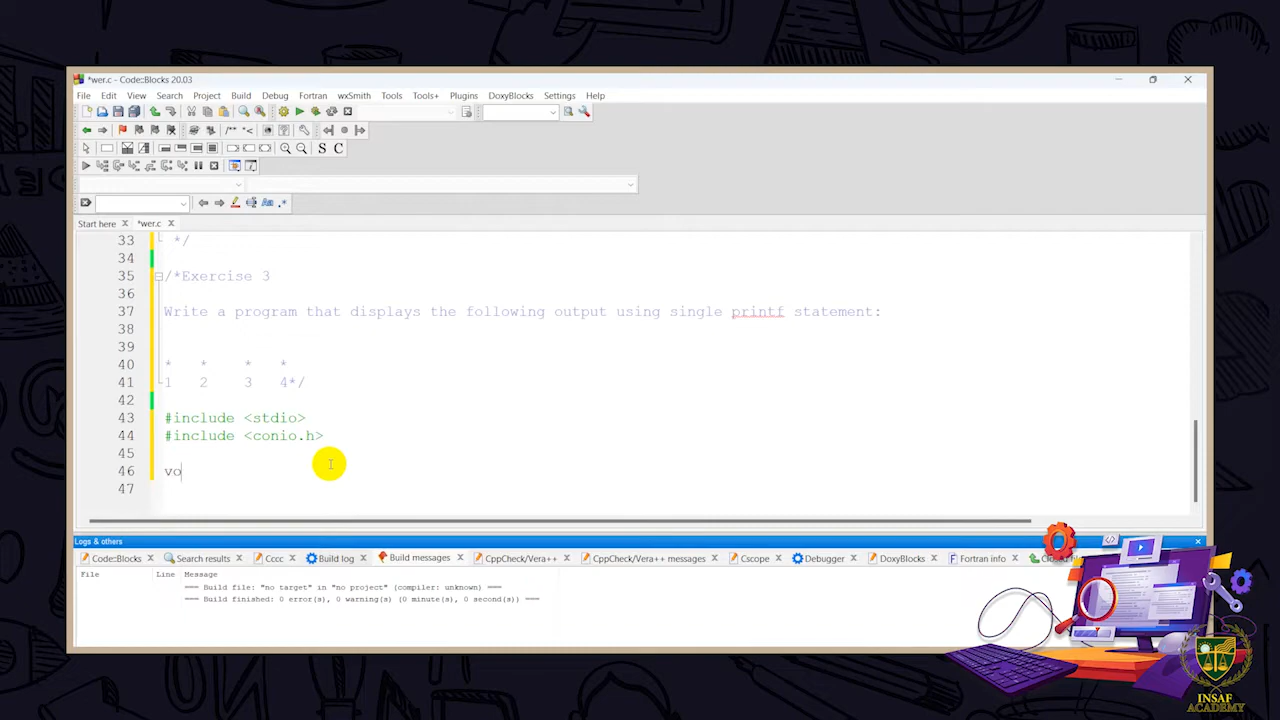 *wer.c - Code::Blocks 20.03
File Edit View Search Project Build Debug Fortran wxSmith Tools Tools+ Plugins DoxyBlocks Settings Help
/** *<
S C
Aa .*
Start here X *wer.c X
33 */
34
35 /*Exercise 3
36
37 Write a program that displays the following output using single printf statement:
38
39
40 * * * *
41 1 2 3 4*/
42
43 #include <stdio>
44 #include <conio.h>
45
46 vo
47
Logs & others
Code::Blocks X Search results X Cccc X Build log X Build messages X CppCheck/Vera++ X CppCheck/Vera++ messages X Cscope X Debugger X DoxyBlocks X Fortran info X
File Line Message
=== Build file: "no target" in "no project" (compiler: unknown) ===
=== Build finished: 0 error(s), 0 warning(s) (0 minute(s), 0 second(s)) ===
INSAF
ACADEMY